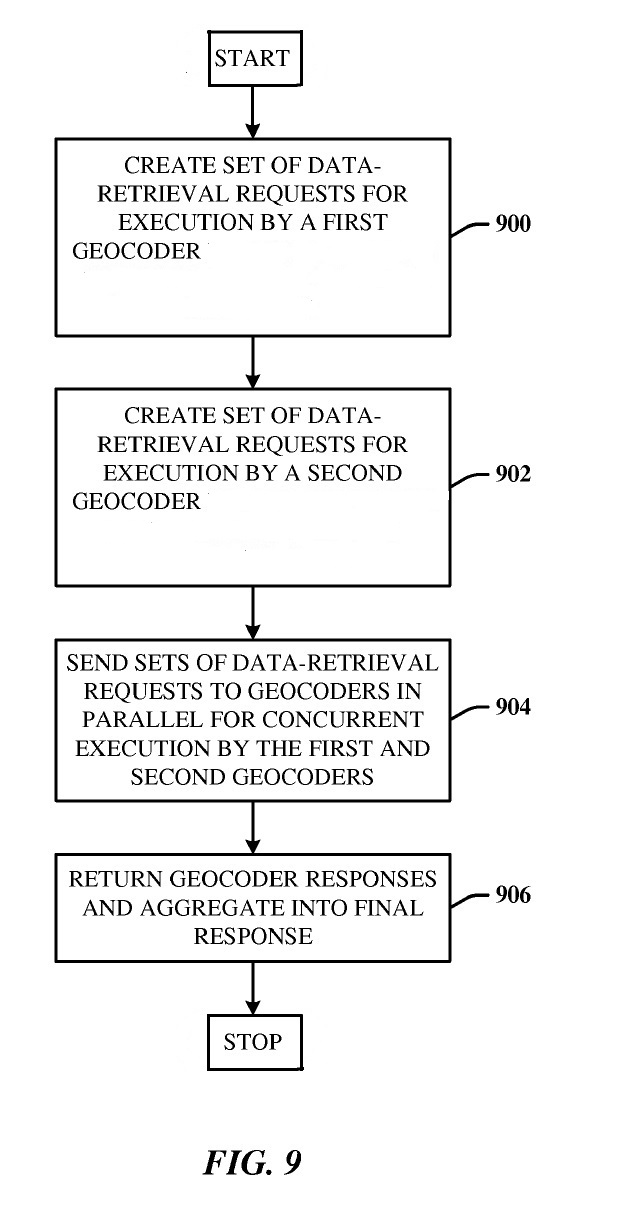 START
CREATE SET OF DATA-
RETRIEVAL REQUESTS FOR
EXECUTION BY A FIRST
GEOCODER
900
CREATE SET OF DATA-
RETRIEVAL REQUESTS FOR
EXECUTION BY A SECOND
GEOCODER
902
SEND SETS OF DATA-RETRIEVAL
REQUESTS TO GEOCODERS IN
PARALLEL FOR CONCURRENT
EXECUTION BY THE FIRST AND
SECOND GEOCODERS
904
RETURN GEOCODER RESPONSES
AND AGGREGATE INTO FINAL
RESPONSE
906
STOP
FIG. 9